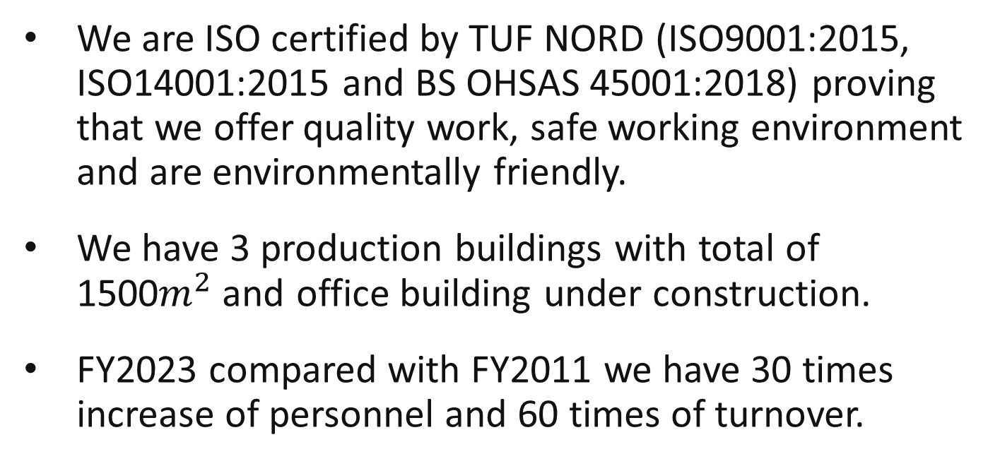 • We are ISO certified by TUF NORD (ISO9001:2015,
ISO14001:2015 and BS OHSAS 45001:2018) proving
that we offer quality work, safe working environment
and are environmentally friendly.
• We have 3 production buildings with total of
1500m² and office building under construction.
• FY2023 compared with FY2011 we have 30 times
increase of personnel and 60 times of turnover.